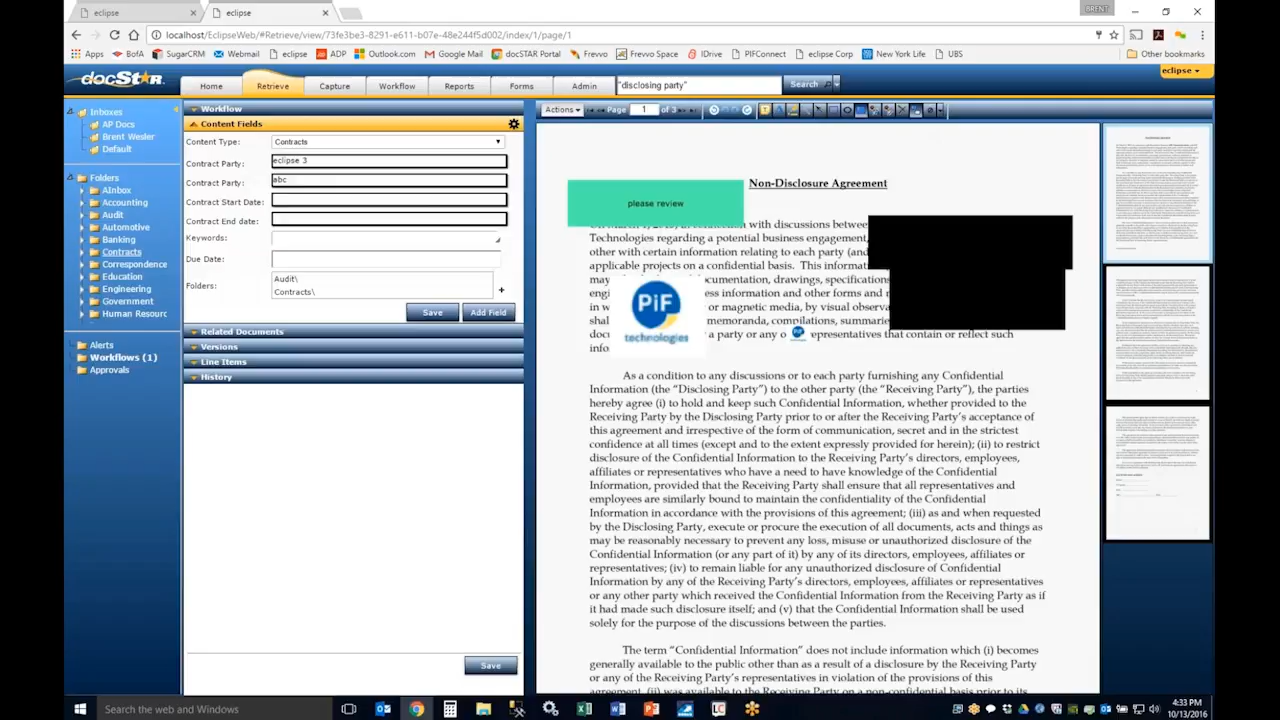 eclipse
eclipse
BRENT
localhost/EclipseWeb/#Retrieve/view/73fe3be3-8291-e611-b07e-48e244f5d002/index/1/page/1
Apps BofA SugarCRM Webmail eclipse ADP Outlook.com Google Mail docSTAR Portal Frevvo Frevvo Space IDrive PIFConnect eclipse Corp New York Life UBS Other bookmarks
docSTAR
Home Retrieve Capture Workflow Reports Forms Admin "disclosing party" Search eclipse
Inboxes
AP Docs
Brent Wesler
Default
Folders
AInbox
Accounting
Audit
Automotive
Banking
Contracts
Correspondence
Education
Engineering
Government
Human Resourc
Alerts
Workflows (1)
Approvals
Workflow
Content Fields
Content Type: Contracts
Contract Party: eclipse 3
Contract Party: abc
Contract Start Date:
Contract End date:
Keywords:
Due Date:
Folders: Audit\
Contracts\
Save Add Field
Related Documents
Versions
Line Items
History
Save
Actions Page 1 of 3
Non-Disclosure Agreement
please review
with discussions between
Technologies regarding a potential business engagement,
other with certain information relating to each party (and
applicable projects on a confidential basis. This informat
may ocumentation, drawings, specifications
engi ess information and other forms and
in w or magnetic media, by visual observa
shal memoranda, compilations, summarie
docu a party or any o representatives that contain or reflect such
infor
PiF
technologies
As a condition to any discussions or to each party furnishing any Confidential
Information (the "Disclosing Party") to the other party (the "Receiving Party"), the parties
hereby agree (i) to hold and keep such Confidential Information, whether provided to the
Receiving Party by the Disclosing Party prior to or after the Receiving Party's acceptance of
this agreement and irrespective of the form of communication, secret and in the strictest
confidence at all times (except and to the extent expressly provided for herein); (ii) to restrict
disclosure of the Confidential Information to the Receiving Party's directors, employees,
affiliates or representatives who have a need to have knowledge of the Confidential
Information, provided that the Receiving Party shall ensure that all representatives and
employees are similarly bound to maintain the confidentiality of the Confidential
Information in accordance with the provisions of this agreement; (iii) as and when requested
by the Disclosing Party, execute or procure the execution of all documents, acts and things as
may be reasonably necessary to prevent any loss, misuse or unauthorized disclosure of the
Confidential Information (or any part of it) by any of its directors, employees, affiliates or
representatives; (iv) to remain liable for any unauthorized disclosure of Confidential
Information by any of the Receiving Party's directors, employees, affiliates or representatives
or any other party which received the Confidential Information from the Receiving Party as if
it had made such disclosure itself; and (v) that the Confidential Information shall be used
solely for the purpose of the discussions between the parties.
The term "Confidential Information" does not include information which (i) becomes
generally available to the public other than as a result of a disclosure by the Receiving Party
or any of the Receiving Party's representatives in violation of the provisions of this
agreement, (ii) was available to the Receiving Party on a non-confidential basis prior to its
Search the web and Windows
4:33 PM
10/13/2016